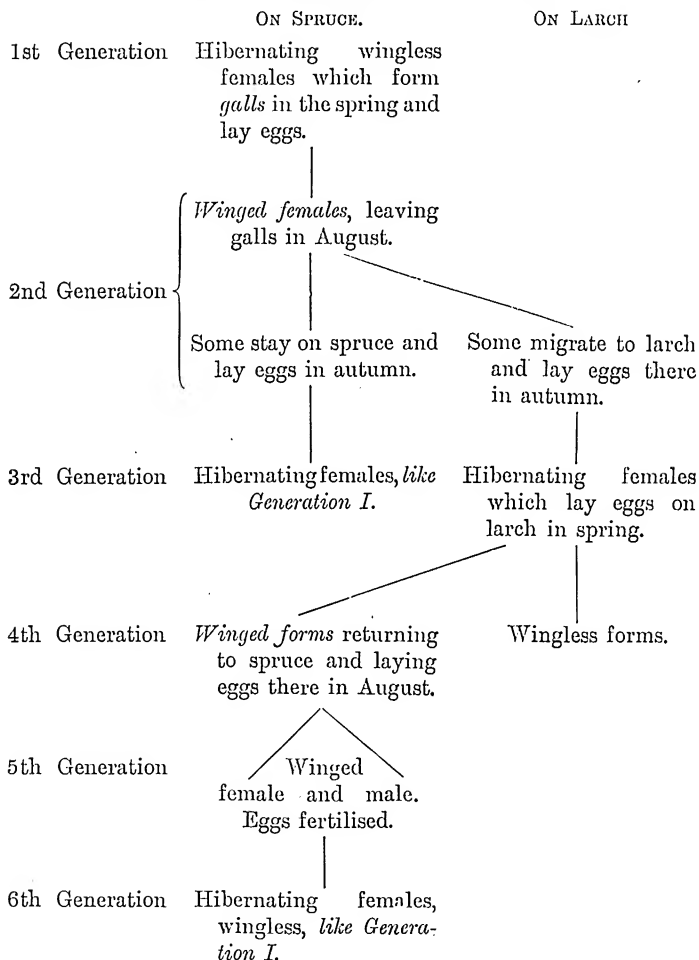 ON SPRUCE. ON LARCH
1st Generation Hibernating wingless
females which form
galls in the spring and
lay eggs.
Winged females, leaving
galls in August.
2nd Generation
Some stay on spruce and
lay eggs in autumn.
Some migrate to larch
and lay eggs there
in autumn.
3rd Generation Hibernating females, like
Generation I.
Hibernating females
which lay eggs on
larch in spring.
4th Generation Winged forms returning
to spruce and laying
eggs there in August.
Wingless forms.
5th Generation Winged
female and male.
Eggs fertilised.
6th Generation Hibernating females,
wingless, like Genera-
tion I.